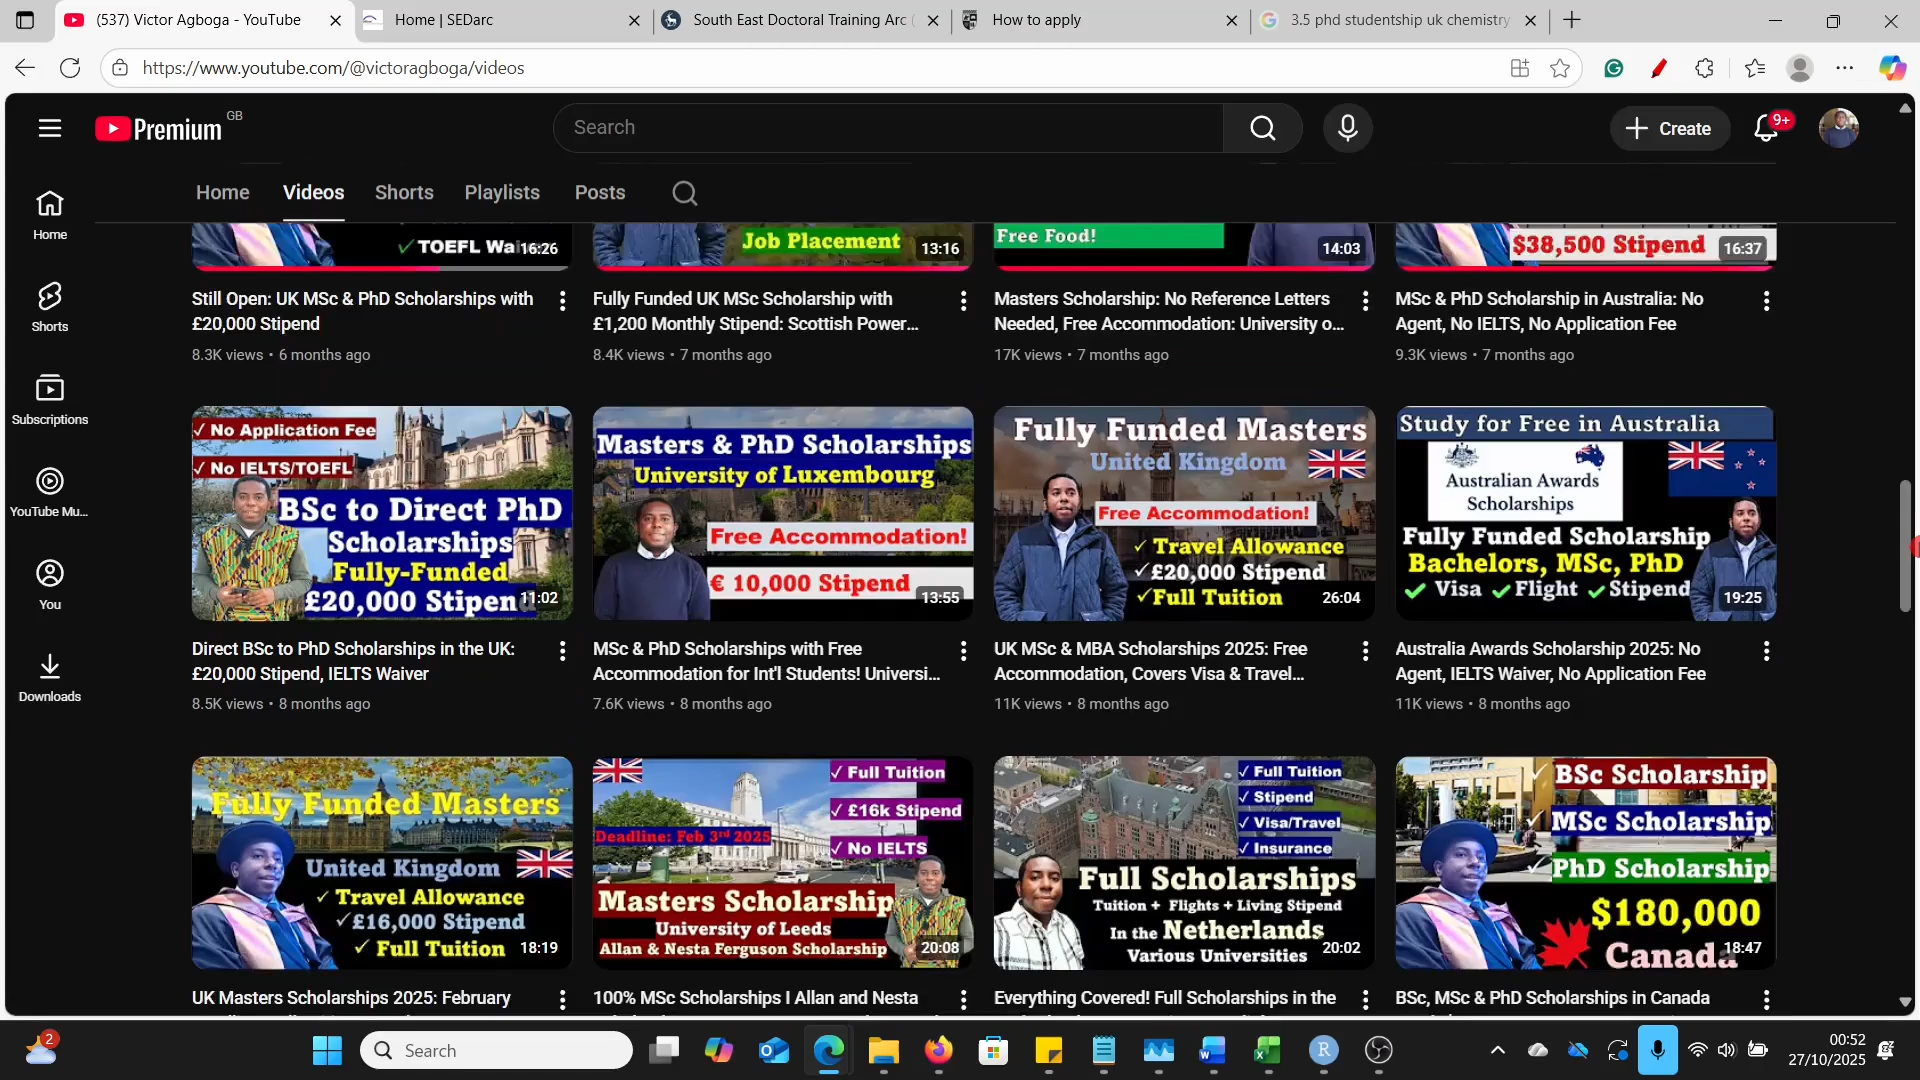 (537) Victor Agboga - YouTube
Home | SEDarc
South East Doctoral Training Arc (
How to apply
3.5 phd studentship uk chemistry
https://www.youtube.com/@victoragboga/videos
Premium GB
Search
Create
9+
Home
Videos
Shorts
Playlists
Posts
Home
Shorts
Subscriptions
YouTube Mu...
You
Downloads
✓ TOEFL Wai
16:26
Still Open: UK MSc & PhD Scholarships with
£20,000 Stipend
8.3K views • 6 months ago
Job Placement
13:16
Fully Funded UK MSc Scholarship with
£1,200 Monthly Stipend: Scottish Power...
8.4K views • 7 months ago
Free Food!
14:03
Masters Scholarship: No Reference Letters
Needed, Free Accommodation: University o...
17K views • 7 months ago
$38,500 Stipend
16:37
MSc & PhD Scholarship in Australia: No
Agent, No IELTS, No Application Fee
9.3K views • 7 months ago
✓ No Application Fee
✓ No IELTS/TOEFL
BSc to Direct PhD
Scholarships
Fully-Funded
£20,000 Stipen
11:02
Direct BSc to PhD Scholarships in the UK:
£20,000 Stipend, IELTS Waiver
8.5K views • 8 months ago
Masters & PhD Scholarships
University of Luxembourg
Free Accommodation!
€ 10,000 Stipend
13:55
MSc & PhD Scholarships with Free
Accommodation for Int'l Students! Universi...
7.6K views • 8 months ago
Fully Funded Masters
United Kingdom
Free Accommodation!
✓ Travel Allowance
✓£20,000 Stipend
✓Full Tuition
26:04
UK MSc & MBA Scholarships 2025: Free
Accommodation, Covers Visa & Travel...
11K views • 8 months ago
Study for Free in Australia
Australian Awards
Scholarships
Fully Funded Scholarship
Bachelors, MSc, PhD
✓ Visa ✓ Flight ✓ Stipend
19:25
Australia Awards Scholarship 2025: No
Agent, IELTS Waiver, No Application Fee
11K views • 8 months ago
Fully Funded Masters
United Kingdom
✓ Travel Allowance
✓£16,000 Stipend
✓ Full Tuition
18:19
UK Masters Scholarships 2025: February
✓ Full Tuition
✓ £16k Stipend
Deadline: Feb 3rd 2025
✓ No IELTS
Masters Scholarship
University of Leeds
Allan & Nesta Ferguson Scholarship
20:08
100% MSc Scholarships I Allan and Nesta
✓ Full Tuition
✓ Stipend
✓ Visa/Travel
✓ Insurance
Full Scholarships
Tuition + Flights + Living Stipend
In the Netherlands
Various Universities
20:02
Everything Covered! Full Scholarships in the
✓ BSc Scholarship
✓ MSc Scholarship
✓ PhD Scholarship
$180,000
Canada
18:47
BSc, MSc & PhD Scholarships in Canada
2
Search
00:52
27/10/2025